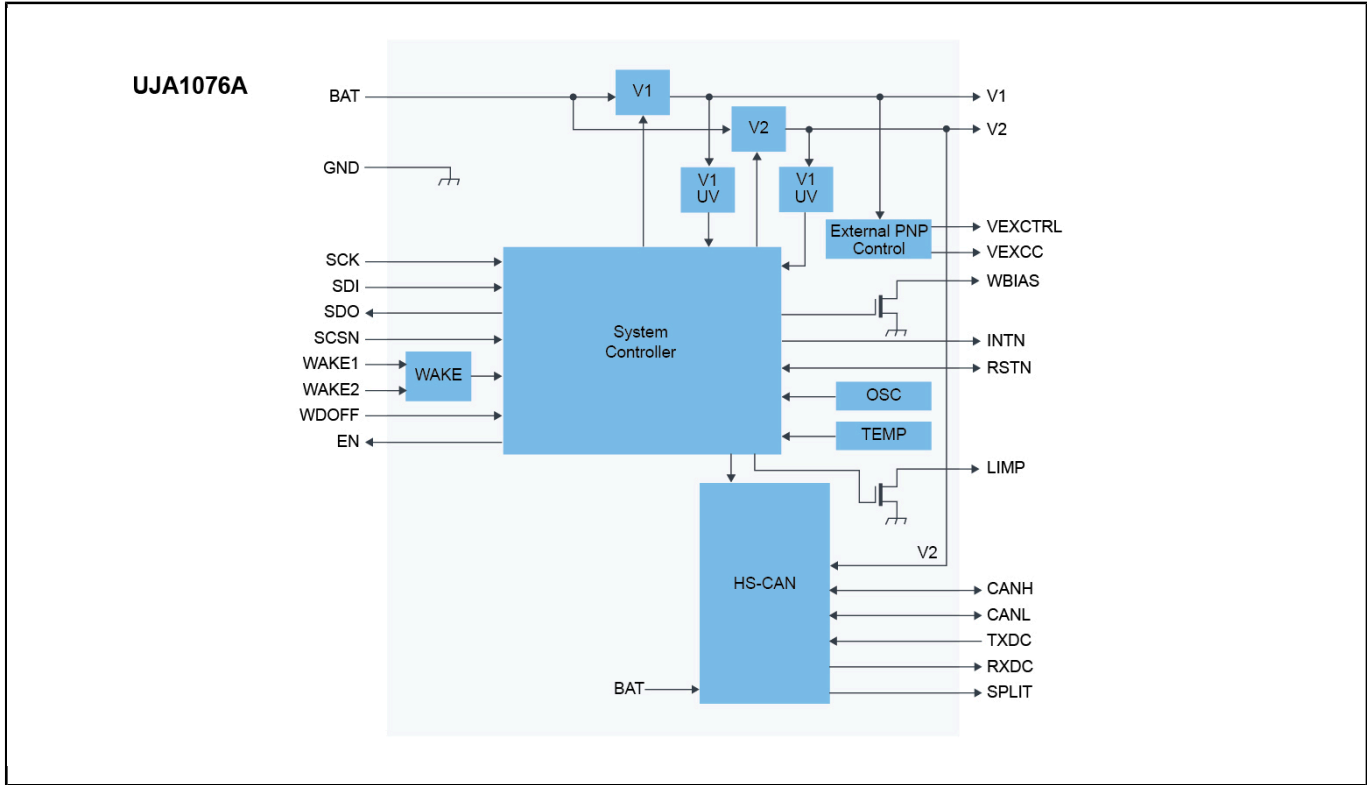 UJA1076A
BAT
V1
V1
V2
V2
GND
V1
UV
V1
UV
External PNP
Control
VEXCTRL
VEXCC
SCK
SDI
SDO
SCSN
WAKE1
WAKE2
WAKE
WDOFF
EN
System
Controller
WBIAS
INTN
RSTN
OSC
TEMP
LIMP
V2
HS-CAN
CANH
CANL
TXDC
RXDC
BAT
SPLIT